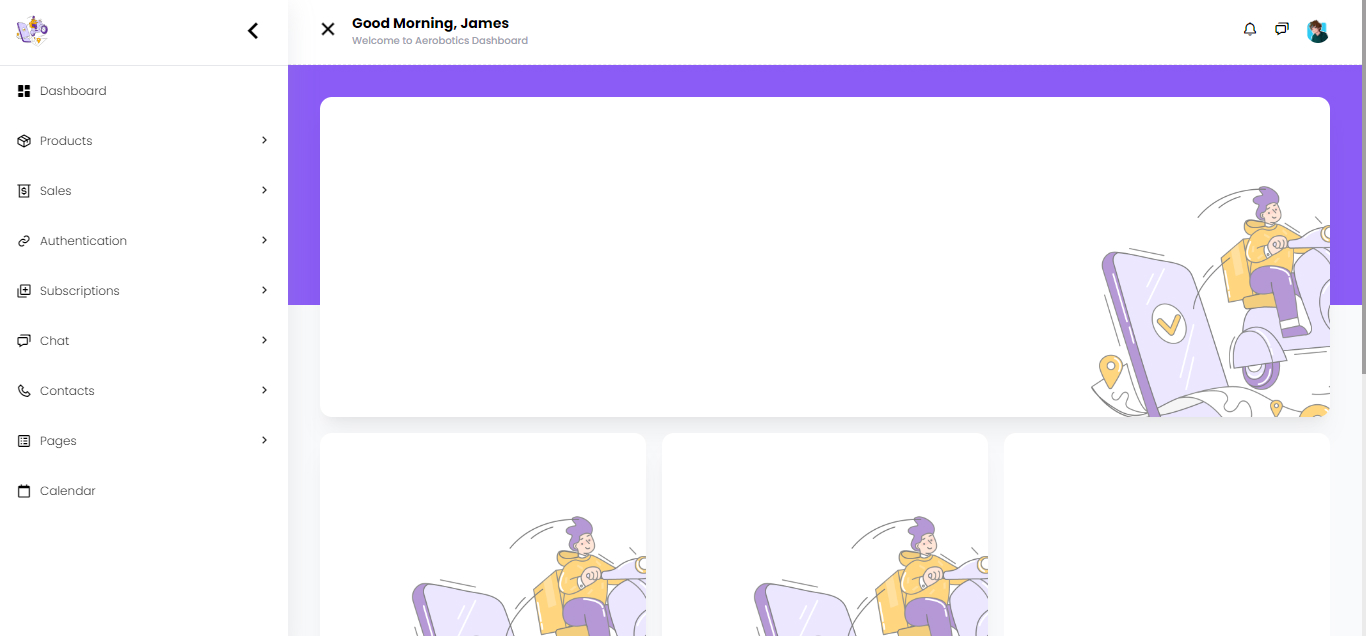 Good Morning, James
Welcome to Aerobotics Dashboard
Dashboard
Products
Sales
Authentication
Subscriptions
Chat
Contacts
Pages
Calendar